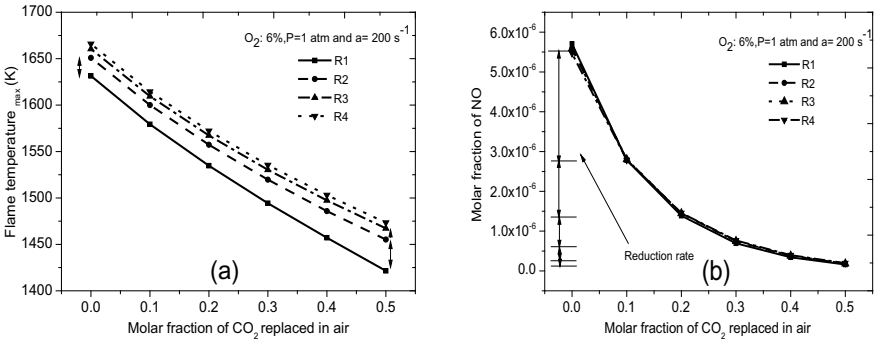 O2: 6%,P=1 atm and a= 200 s-1
R1
R2
R3
R4
1700
1650
1600
1550
1500
1450
1400
Flame temperature max (K)
0.0 0.1 0.2 0.3 0.4 0.5
Molar fraction of CO2 replaced in air
(a)
O2: 6%,P=1 atm and a= 200 s-1
R1
R2
R3
R4
6.0x10-6
5.0x10-6
4.0x10-6
3.0x10-6
2.0x10-6
1.0x10-6
0.0
Molar fraction of NO
Reduction rate
(b)
0.0 0.1 0.2 0.3 0.4 0.5
Molar fraction of CO2 replaced in air